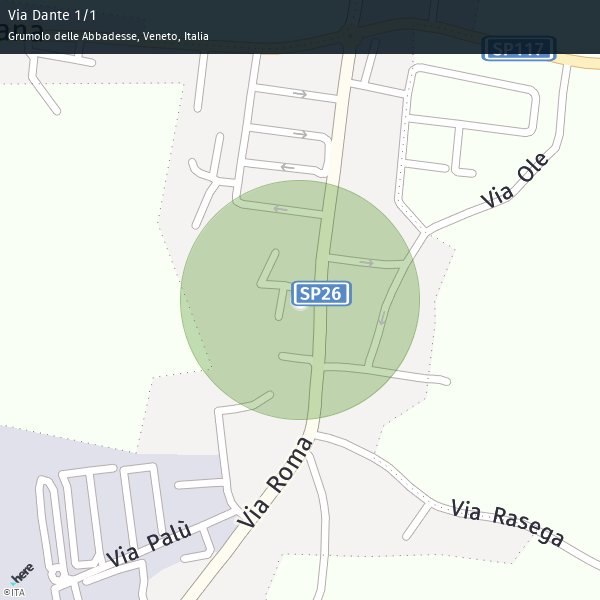 Via Dante 1/1
Grumolo delle Abbadesse, Veneto, Italia
SP117
Via Ole
SP26
Via Roma
Via Rasega
Via Palù
here
©ITA